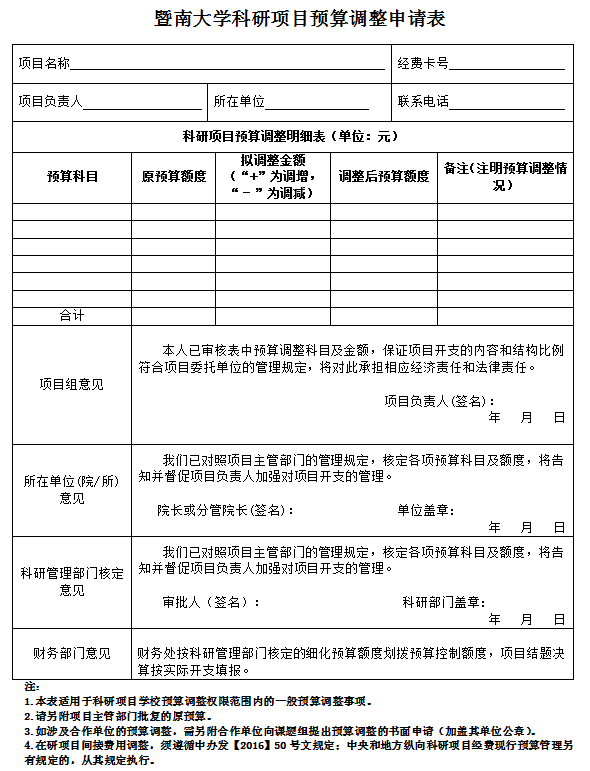 暨南大学科研项目预算调整申请表
项目名称 经费卡号
项目负责人 所在单位 联系电话
科研项目预算调整明细表（单位：元）
预算科目 原预算额度 拟调整金额（“+”为调增，“－”为调减） 调整后预算额度 备注(注明预算调整情况）
合计
项目组意见
本人已审核表中预算调整科目及金额，保证项目开支的内容和结构比例
符合项目委托单位的管理规定，将对此承担相应经济责任和法律责任。
项目负责人(签名)：
年 月 日
所在单位(院/所)
意见
我们已对照项目主管部门的管理规定，核定各项预算科目及额度，将告
知并督促项目负责人加强对项目开支的管理。
院长或分管院长(签名)： 单位盖章：
年 月 日
科研管理部门核定
意见
我们已对照项目主管部门的管理规定，核定各项预算科目及额度，将告
知并督促项目负责人加强对项目开支的管理。
审批人（签名）： 科研部门盖章：
年 月 日
财务部门意见
财务处按科研管理部门核定的细化预算额度划拨预算控制额度，项目结题决
算按实际开支填报。
注：
1.本表适用于科研项目学校预算调整权限范围内的一般预算调整事项。
2.请另附项目主管部门批复的原预算。
3.如涉及合作单位的预算调整，需另附合作单位向课题组提出预算调整的书面申请（加盖其单位公章）。
4.在研项目间接费用调整，须遵循中办发【2016】50号文规定；中央和地方纵向科研项目经费现行预算管理另
有规定的，从其规定执行。